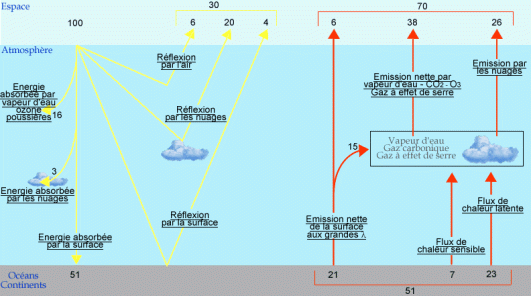 Espace
100
30
6
20
4
70
6
38
26
Atmosphère
Réflexion
par l'air
Energie
absorbée par
vapeur d'eau
ozone
poussières
16
Réflexion
par les nuages
3
Energie absorbée
par les nuages
Réflexion
par la surface
Energie absorbée
par la surface
Emission nette par
vapeur d'eau - CO2 - O3
Gaz à effet de serre
Emission par
les nuages
15
Vapeur d'eau
Gaz carbonique
Gaz à effet de serre
Emission nette
de la surface
aux grandes λ
Flux de
chaleur sensible
Flux de
chaleur latente
Océans
Continents
51
21
7
23
51